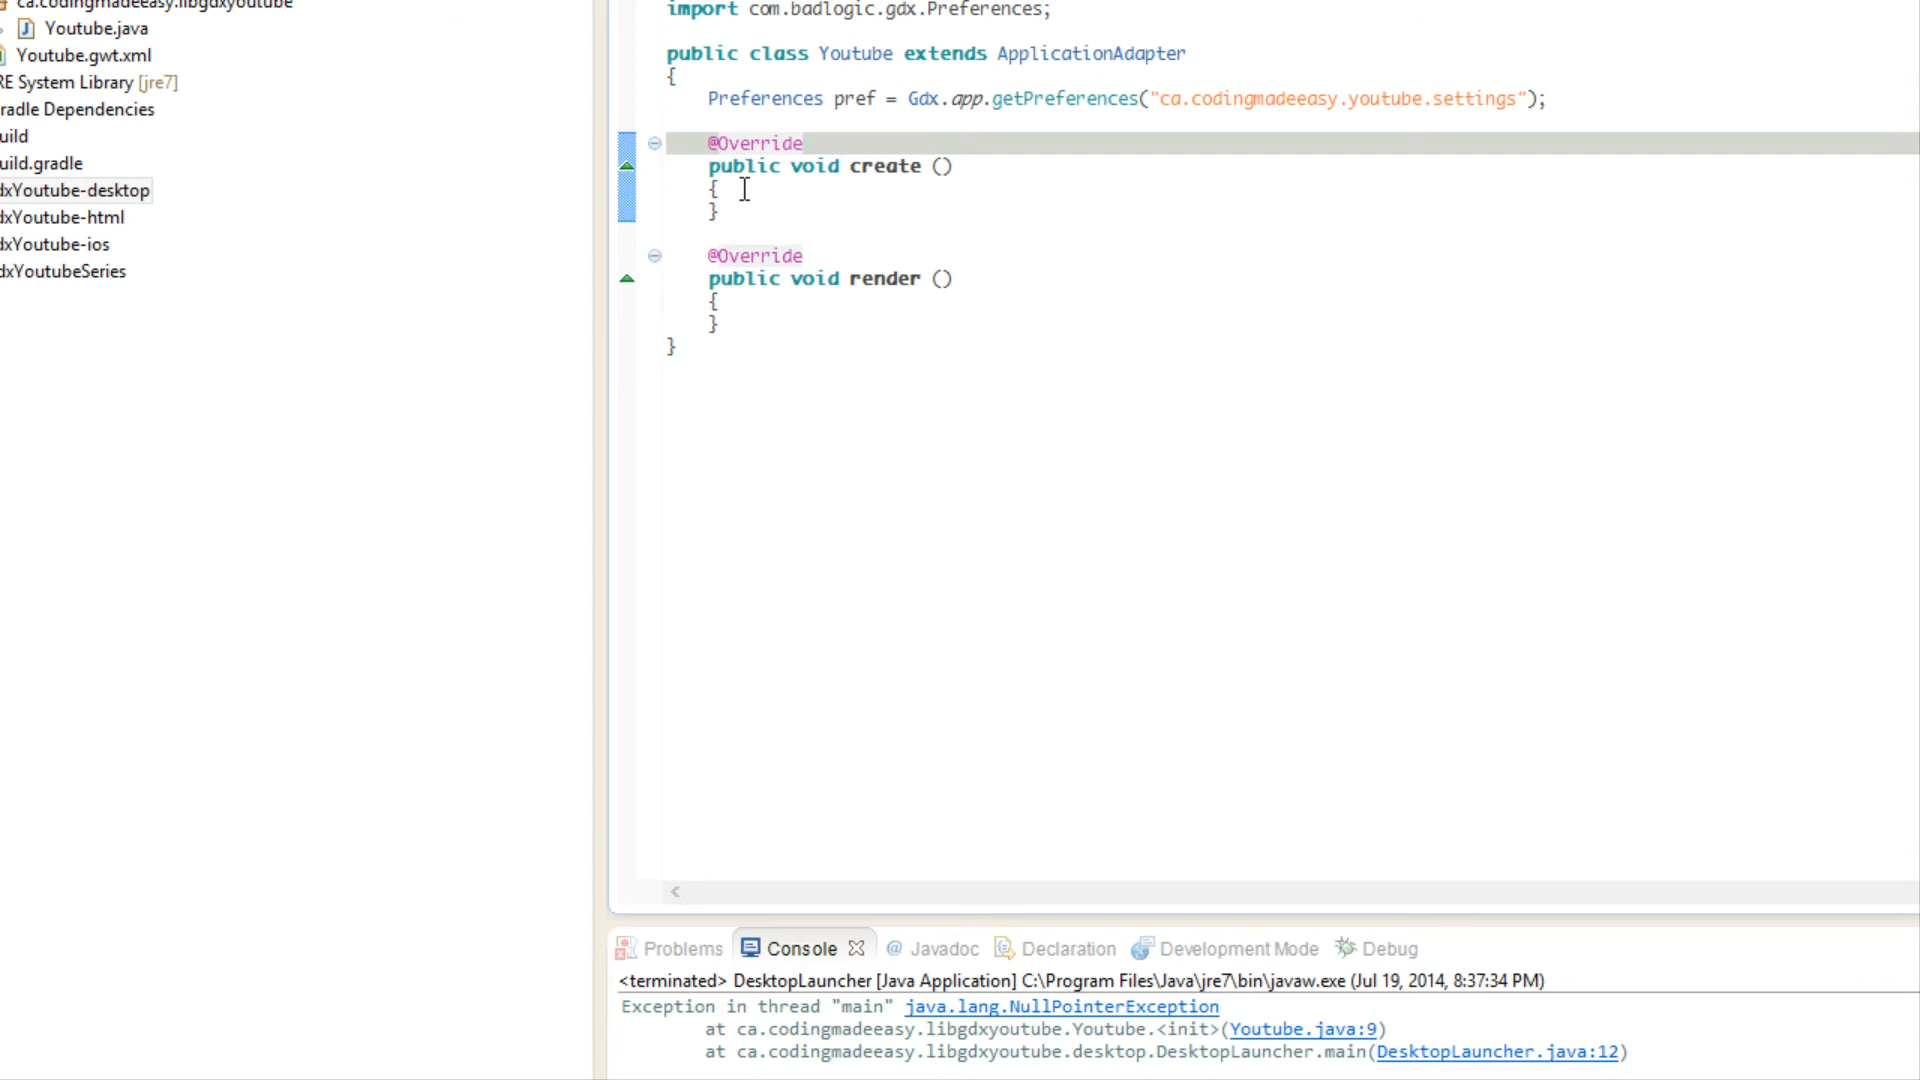 ca.codingmadeeasy.libgdxyoutube
Youtube.java
Youtube.gwt.xml
RE System Library [jre7]
radle Dependencies
uild
uild.gradle
dxYoutube-desktop
dxYoutube-html
dxYoutube-ios
dxYoutubeSeries
import com.badlogic.gdx.Preferences;
public class Youtube extends ApplicationAdapter
{
Preferences pref = Gdx.app.getPreferences("ca.codingmadeeasy.youtube.settings");
@Override
public void create ()
{
}
@Override
public void render ()
{
}
}
Problems Console @ Javadoc Declaration Development Mode Debug
<terminated> DesktopLauncher [Java Application] C:\Program Files\Java\jre7\bin\javaw.exe (Jul 19, 2014, 8:37:34 PM)
Exception in thread "main" java.lang.NullPointerException
at ca.codingmadeeasy.libgdxyoutube.Youtube.<init>(Youtube.java:9)
at ca.codingmadeeasy.libgdxyoutube.desktop.DesktopLauncher.main(DesktopLauncher.java:12)